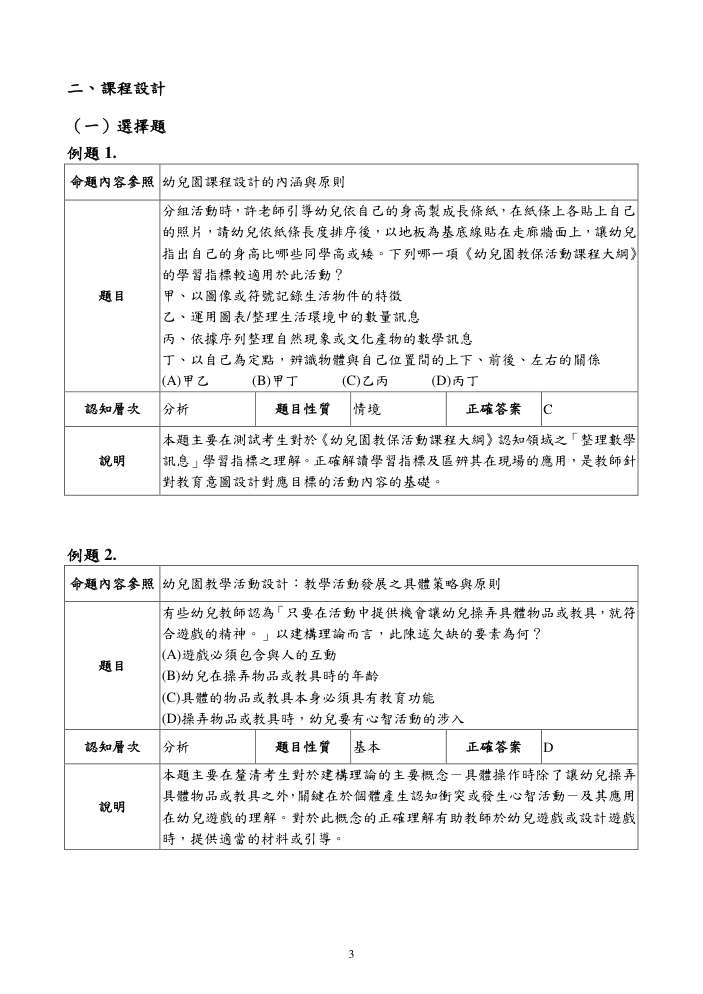 二、課程設計
（一）選擇題
例題 1.
命題內容參照 幼兒園課程設計的內涵與原則
題目
分組活動時，許老師引導幼兒依自己的身高製成長條紙，在紙條上各貼上自己
的照片，請幼兒依紙條長度排序後，以地板為基底線貼在走廊牆面上，讓幼兒
指出自己的身高比哪些同學高或矮。下列哪一項《幼兒園教保活動課程大綱》
的學習指標較適用於此活動？
甲、以圖像或符號記錄生活物件的特徵
乙、運用圖表/整理生活環境中的數量訊息
丙、依據序列整理自然現象或文化產物的數學訊息
丁、以自己為定點，辨識物體與自己位置間的上下、前後、左右的關係
(A)甲乙 (B)甲丁 (C)乙丙 (D)丙丁
認知層次 分析 題目性質 情境 正確答案 C
說明
本題主要在測試考生對於《幼兒園教保活動課程大綱》認知領域之「整理數學
訊息」學習指標之理解。正確解讀學習指標及區辨其在現場的應用，是教師針
對教育意圖設計對應目標的活動內容的基礎。
例題 2.
命題內容參照 幼兒園教學活動設計：教學活動發展之具體策略與原則
題目
有些幼兒教師認為「只要在活動中提供機會讓幼兒操弄具體物品或教具，就符
合遊戲的精神。」以建構理論而言，此陳述欠缺的要素為何？
(A)遊戲必須包含與人的互動
(B)幼兒在操弄物品或教具時的年齡
(C)具體的物品或教具本身必須具有教育功能
(D)操弄物品或教具時，幼兒要有心智活動的涉入
認知層次 分析 題目性質 基本 正確答案 D
說明
本題主要在釐清考生對於建構理論的主要概念－具體操作時除了讓幼兒操弄
具體物品或教具之外，關鍵在於個體產生認知衝突或發生心智活動－及其應用
在幼兒遊戲的理解。對於此概念的正確理解有助教師於幼兒遊戲或設計遊戲
時，提供適當的材料或引導。
3